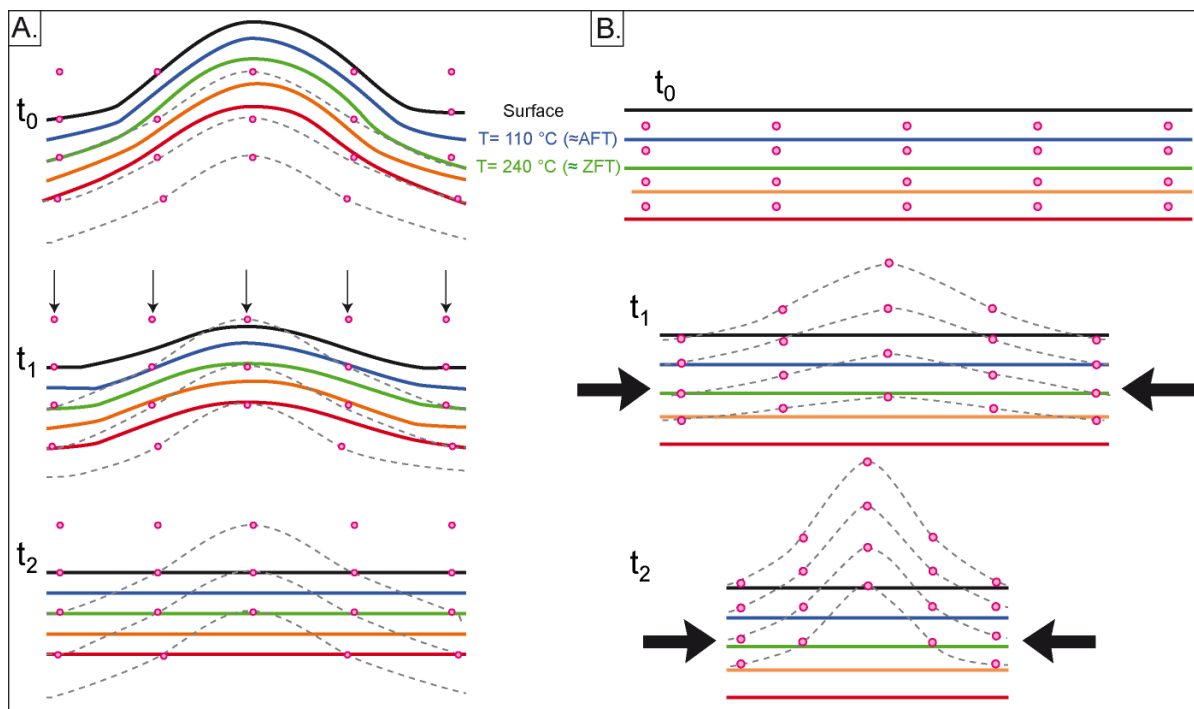 A.
B.
t0
t0
Surface
T= 110 °C (≈AFT)
T= 240 °C (≈ ZFT)
t1
t1
t2
t2